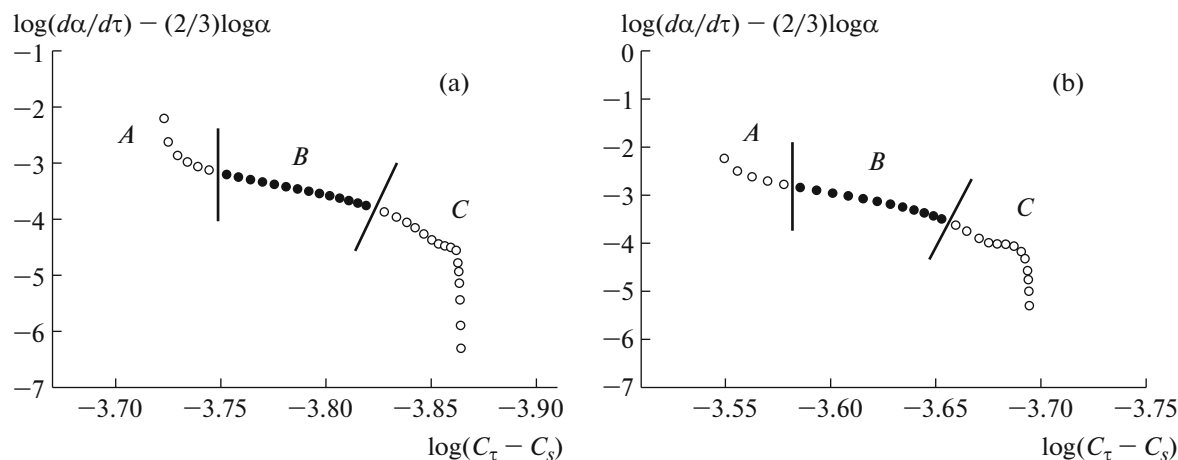 log(dα/dτ) − (2/3)logα
−1
−2
−3
−4
−5
−6
−7
(a)
A
B
C
−3.70 −3.75 −3.80 −3.85 −3.90
log(Cτ − Cs)
log(dα/dτ) − (2/3)logα
0
−1
−2
−3
−4
−5
−6
−7
(b)
A
B
C
−3.55 −3.60 −3.65 −3.70 −3.75
log(Cτ − Cs)